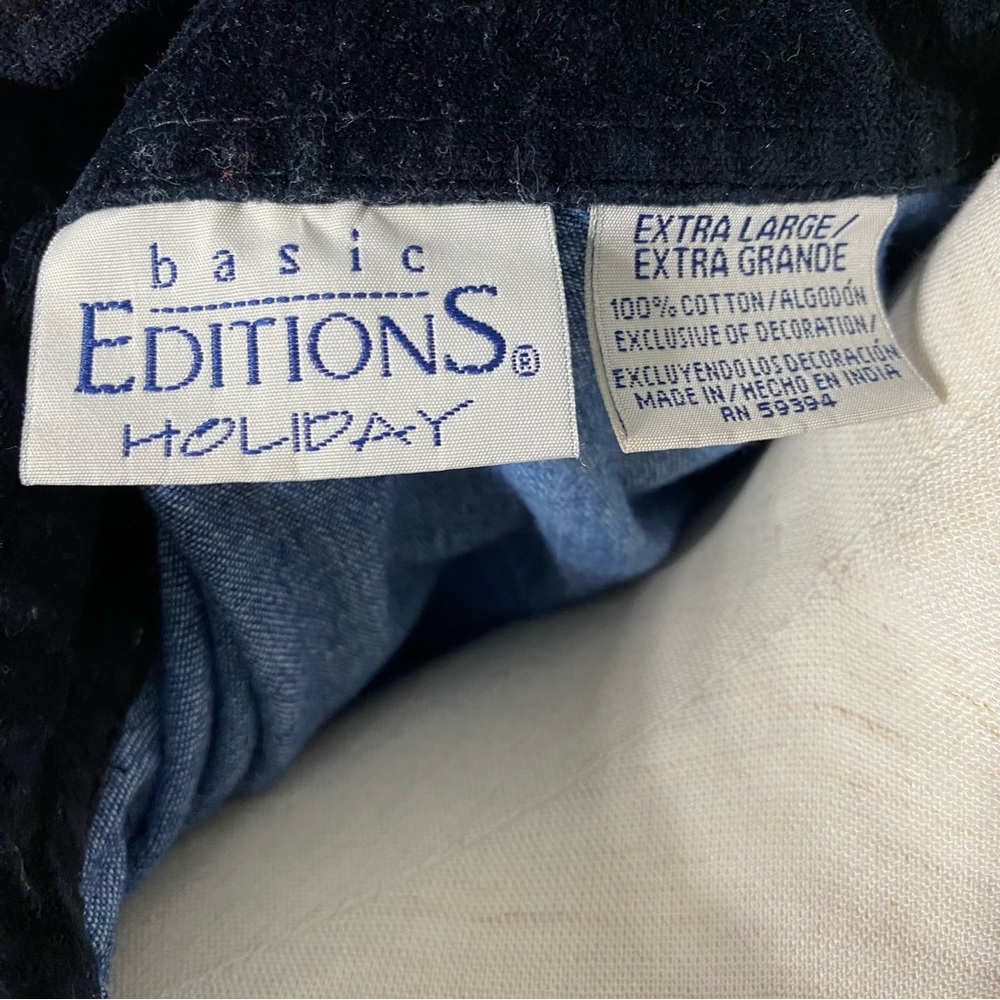 basic
EDITIONS®
HOLIDAY
EXTRA LARGE/
EXTRA GRANDE
100% COTTON/ALGODÓN
EXCLUSIVE OF DECORATION/
EXCLUYENDO LOS DECORACIÓN
MADE IN/HECHO EN INDIA
RN 59394